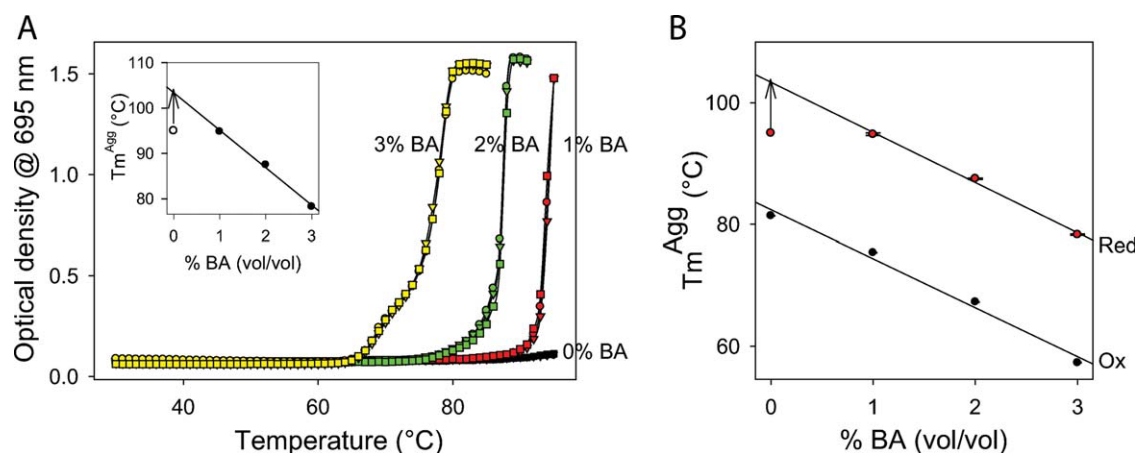 A
B
Optical density @ 695 nm
1.5
1.0
0.5
0.0
40
60
80
Temperature (°C)
3% BA
2% BA
1% BA
0% BA
Tm^Agg (°C)
110
100
90
80
0
1
2
3
% BA (vol/vol)
Tm^Agg (°C)
100
80
60
0
1
2
3
% BA (vol/vol)
Red
Ox